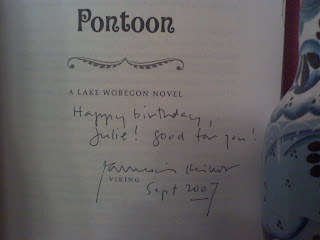 Pontoon
A LAKE WOBEGON NOVEL
Happy birthday,
Julie! Good for you!
VIKING
Sept 2007